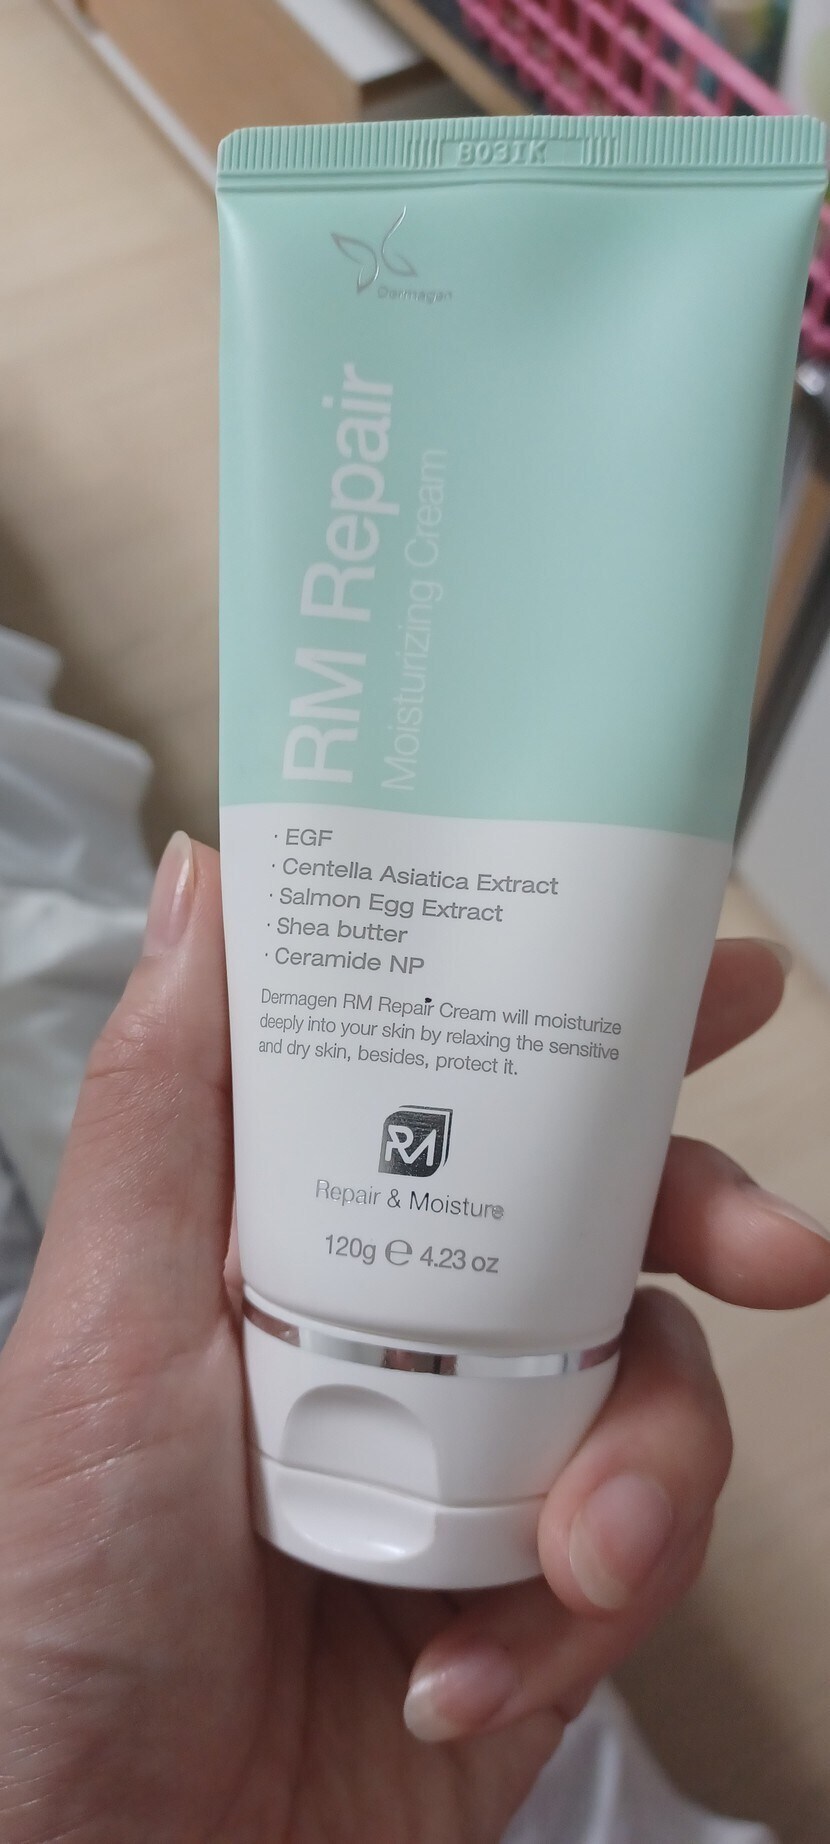 B031K
Dermagen
RM Repair
Moisturizing Cream
· EGF
· Centella Asiatica Extract
· Salmon Egg Extract
· Shea butter
· Ceramide NP
Dermagen RM Repair Cream will moisturize
deeply into your skin by relaxing the sensitive
and dry skin, besides, protect it.
RM
Repair & Moisture
120g ℮ 4.23 oz